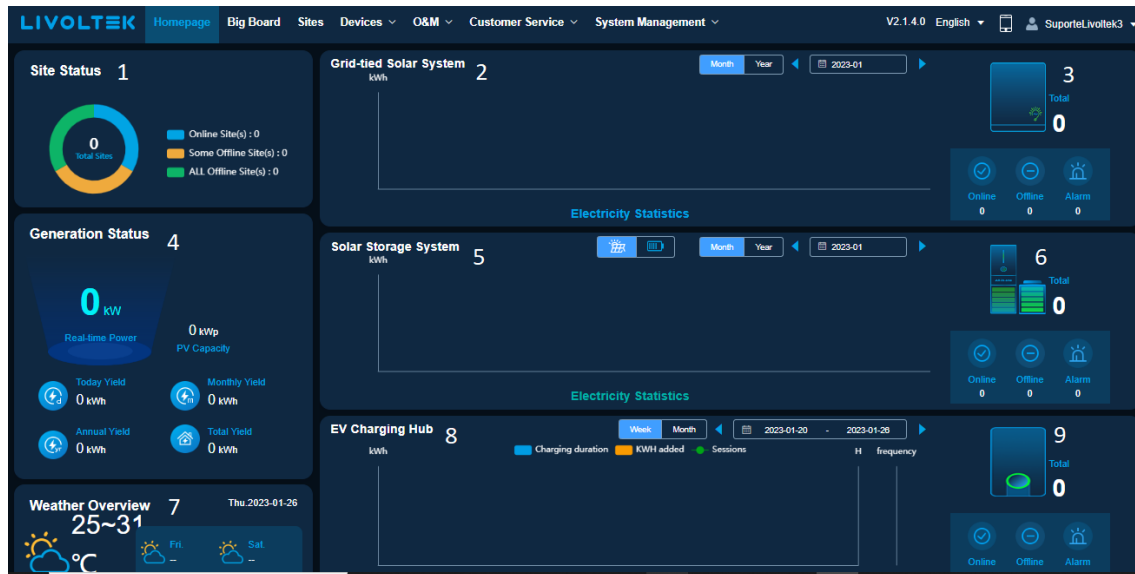 LIVOLTEK Homepage Big Board Sites Devices O&M Customer Service System Management V2.1.4.0 English SuporteLivoltek3
Site Status 1
0
Total Sites
Online Site(s) : 0
Some Offline Site(s) : 0
ALL Offline Site(s) : 0
Grid-tied Solar System 2
kWh
Month Year 2023-01
Electricity Statistics
3
Total
0
Online Offline Alarm
0 0 0
Generation Status 4
0 kW
Real-time Power
0 kWp
PV Capacity
Today Yield
0 kWh
Monthly Yield
0 kWh
Annual Yield
0 kWh
Total Yield
0 kWh
Solar Storage System 5
kWh
Month Year 2023-01
Electricity Statistics
6
Total
0
Online Offline Alarm
0 0 0
Weather Overview 7 Thu.2023-01-26
25~31
°C
Fri.
--
Sat.
--
EV Charging Hub 8
Week Month 2023-01-20 - 2023-01-26
kWh Charging duration KWH added Sessions H frequency
9
Total
0
Online Offline Alarm